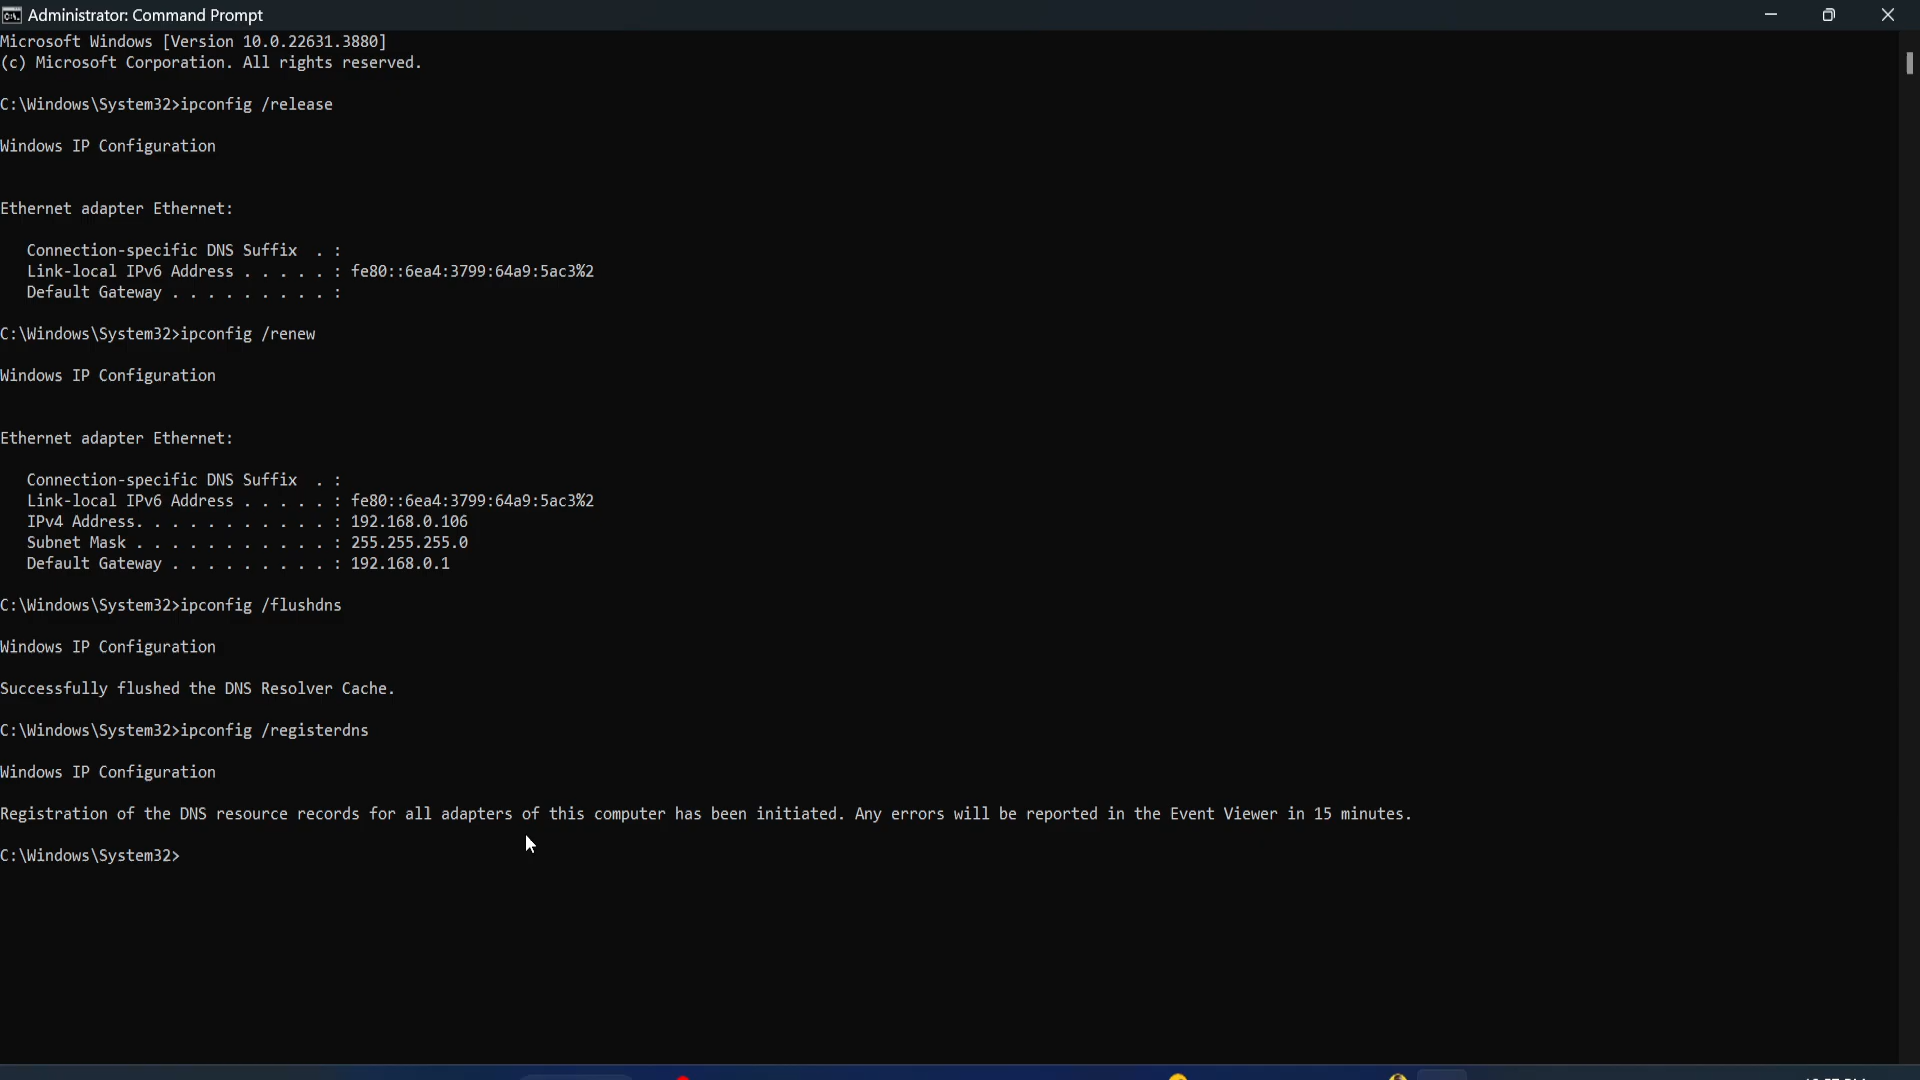 Administrator: Command Prompt
Microsoft Windows [Version 10.0.22631.3880]
(c) Microsoft Corporation. All rights reserved.
C:\Windows\System32>ipconfig /release
Windows IP Configuration
Ethernet adapter Ethernet:
Connection-specific DNS Suffix . :
Link-local IPv6 Address . . . . . : fe80::6ea4:3799:64a9:5ac3%2
Default Gateway . . . . . . . . . :
C:\Windows\System32>ipconfig /renew
Windows IP Configuration
Ethernet adapter Ethernet:
Connection-specific DNS Suffix . :
Link-local IPv6 Address . . . . . : fe80::6ea4:3799:64a9:5ac3%2
IPv4 Address. . . . . . . . . . . : 192.168.0.106
Subnet Mask . . . . . . . . . . . : 255.255.255.0
Default Gateway . . . . . . . . . : 192.168.0.1
C:\Windows\System32>ipconfig /flushdns
Windows IP Configuration
Successfully flushed the DNS Resolver Cache.
C:\Windows\System32>ipconfig /registerdns
Windows IP Configuration
Registration of the DNS resource records for all adapters of this computer has been initiated. Any errors will be reported in the Event Viewer in 15 minutes.
C:\Windows\System32>